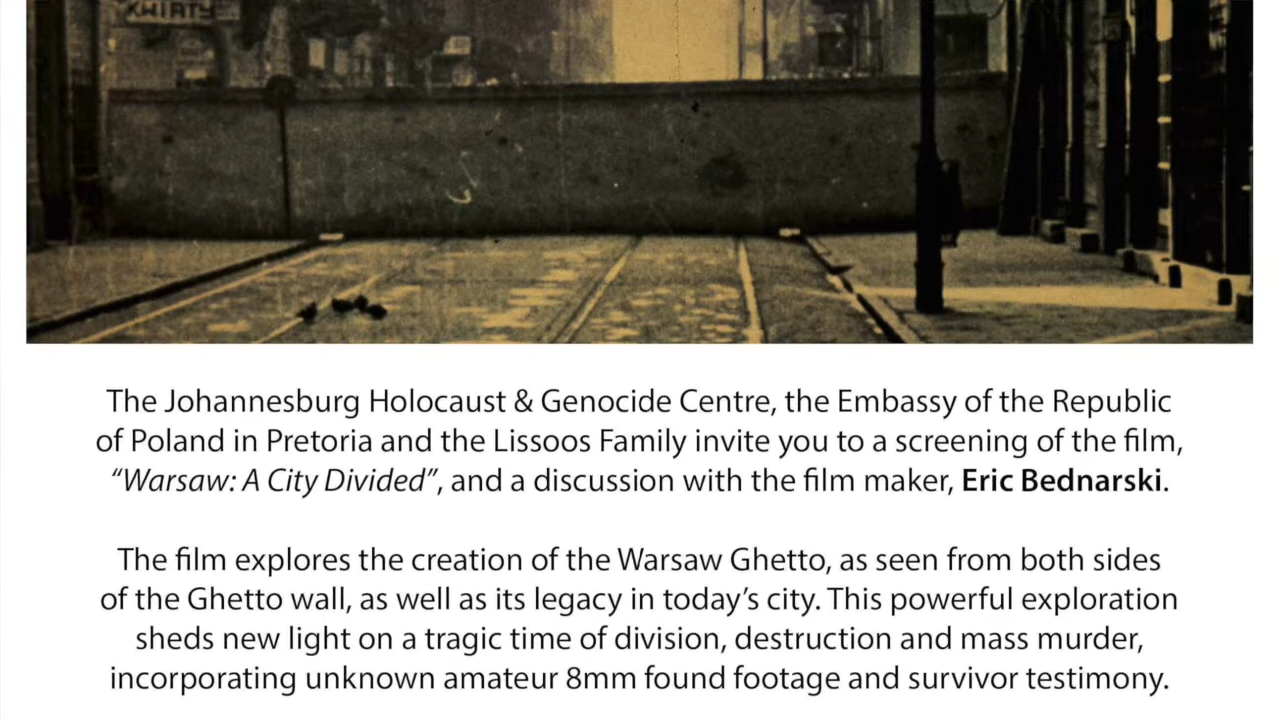 KWIATY
The Johannesburg Holocaust & Genocide Centre, the Embassy of the Republic
of Poland in Pretoria and the Lissoos Family invite you to a screening of the film,
“Warsaw: A City Divided”, and a discussion with the film maker, Eric Bednarski.
The film explores the creation of the Warsaw Ghetto, as seen from both sides
of the Ghetto wall, as well as its legacy in today’s city. This powerful exploration
sheds new light on a tragic time of division, destruction and mass murder,
incorporating unknown amateur 8mm found footage and survivor testimony.